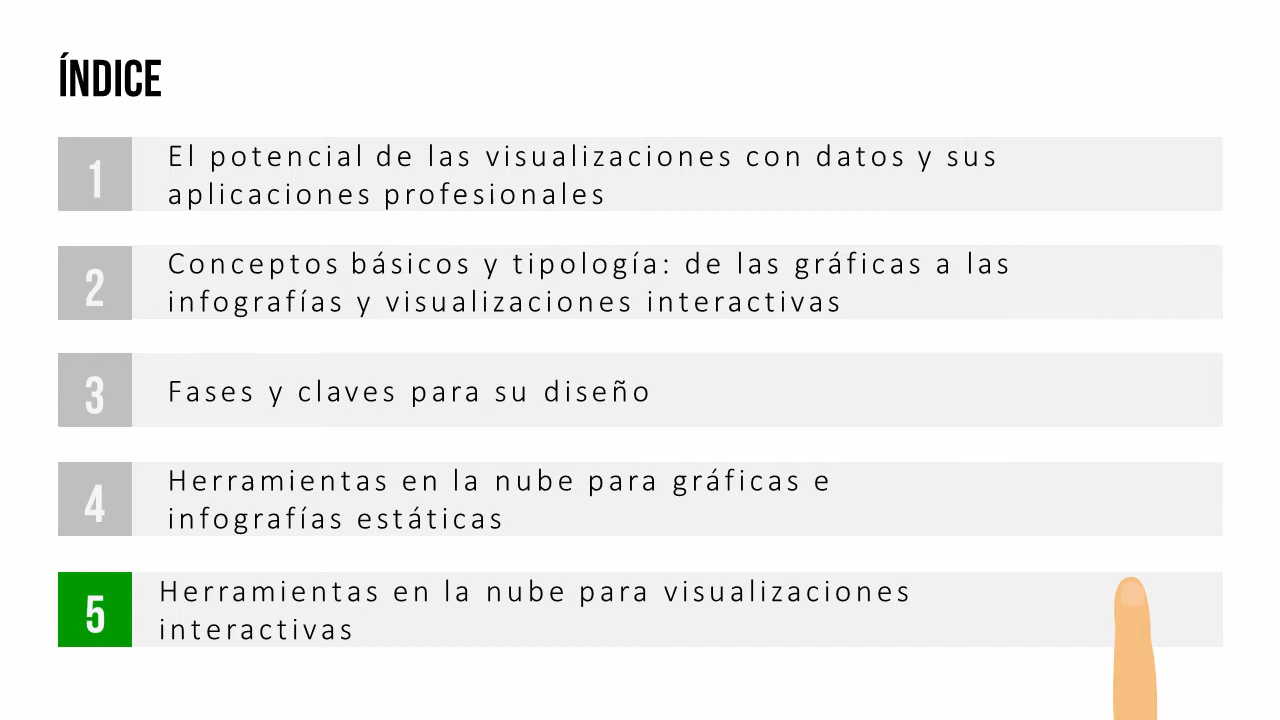 ÍNDICE
1
El potencial de las visualizaciones con datos y sus
aplicaciones profesionales
2
Conceptos básicos y tipología: de las gráficas a las
infografías y visualizaciones interactivas
3
Fases y claves para su diseño
4
Herramientas en la nube para gráficas e
infografías estáticas
5
Herramientas en la nube para visualizaciones
interactivas